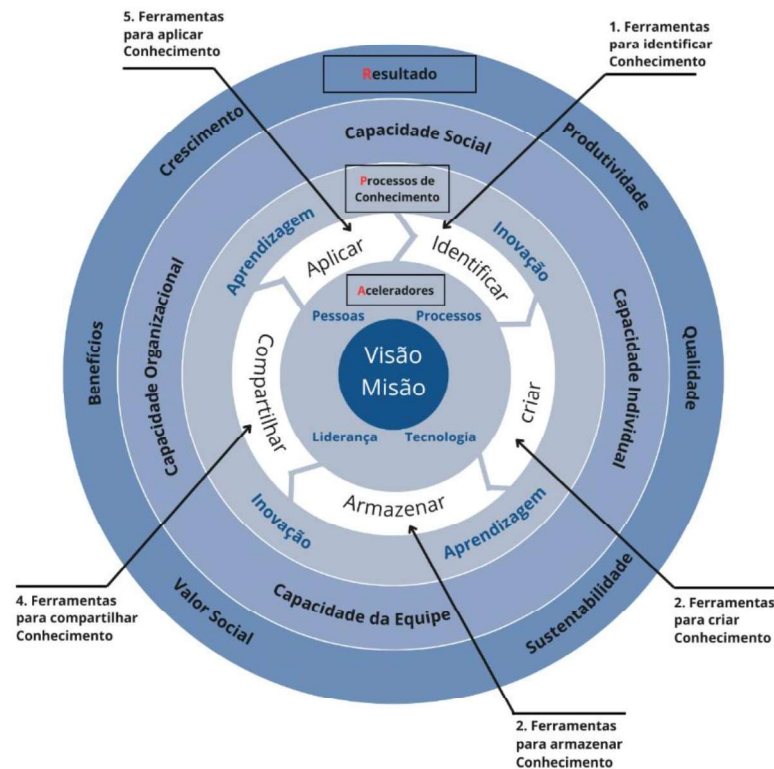 5. Ferramentas
para aplicar
Conhecimento
1. Ferramentas
para identificar
Conhecimento
Resultado
Crescimento
Produtividade
Capacidade Social
Processos de
Conhecimento
Aprendizagem
Inovação
Aplicar
Identificar
Aceleradores
Pessoas
Processos
Benefícios
Capacidade Organizacional
Compartilhar
Visão
Misão
criar
Capacidade Individual
Qualidade
Liderança
Tecnologia
Armazenar
Inovação
Aprendizagem
Capacidade da Equipe
Valor Social
Sustentabilidade
4. Ferramentas
para compartilhar
Conhecimento
2. Ferramentas
para criar
Conhecimento
2. Ferramentas
para armazenar
Conhecimento